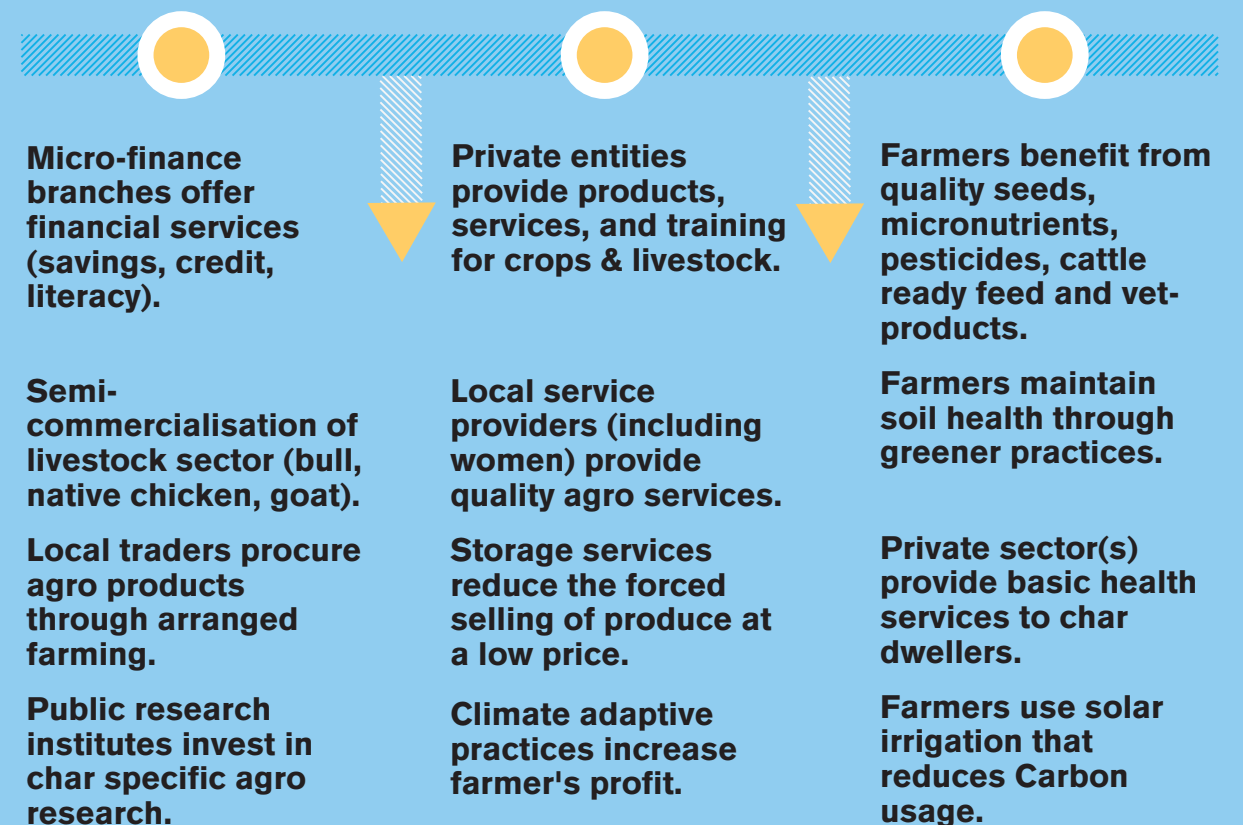 Micro-finance
branches offer
financial services
(savings, credit,
literacy).
Semi-
commercialisation of
livestock sector (bull,
native chicken, goat).
Local traders procure
agro products
through arranged
farming.
Public research
institutes invest in
char specific agro
research.
Private entities
provide products,
services, and training
for crops & livestock.
Local service
providers (including
women) provide
quality agro services.
Storage services
reduce the forced
selling of produce at
a low price.
Climate adaptive
practices increase
farmer's profit.
Farmers benefit from
quality seeds,
micronutrients,
pesticides, cattle
ready feed and vet-
products.
Farmers maintain
soil health through
greener practices.
Private sector(s)
provide basic health
services to char
dwellers.
Farmers use solar
irrigation that
reduces Carbon
usage.